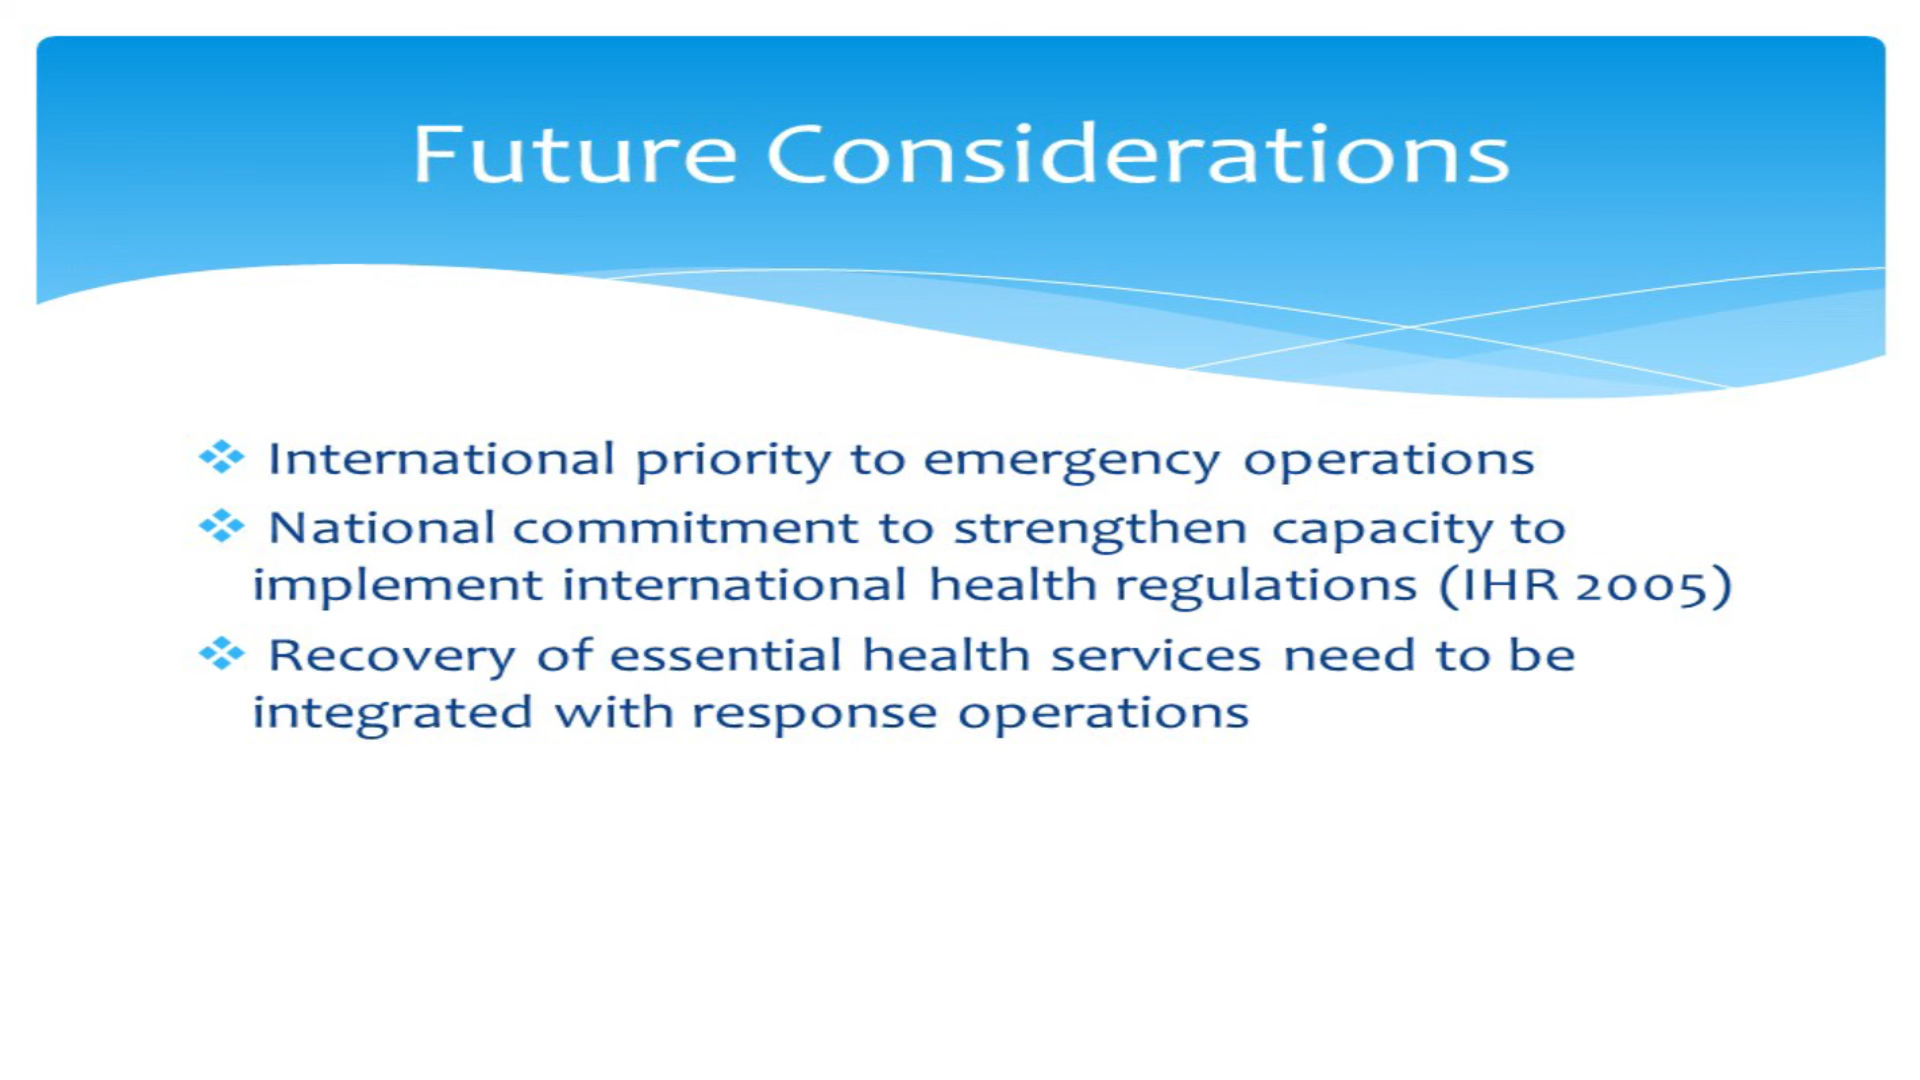 Future Considerations
International priority to emergency operations
National commitment to strengthen capacity to
implement international health regulations (IHR 2005)
Recovery of essential health services need to be
integrated with response operations